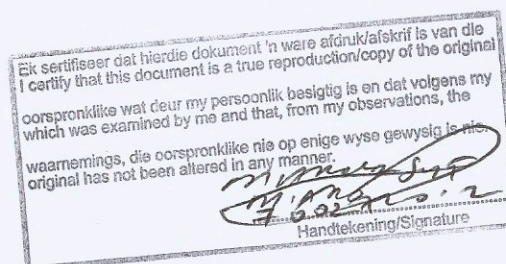 Ek sertifiseer dat hierdie dokument 'n ware afdruk/afskrif is van die
I certify that this document is a true reproduction/copy of the original
oorspronklike wat deur my persoonlik besigtig is en dat volgens my
which was examined by me and that, from my observations, the
waarnemings, die oorspronklike nie op enige wyse gewysig is nie.
original has not been altered in any manner.
Handtekening/Signature